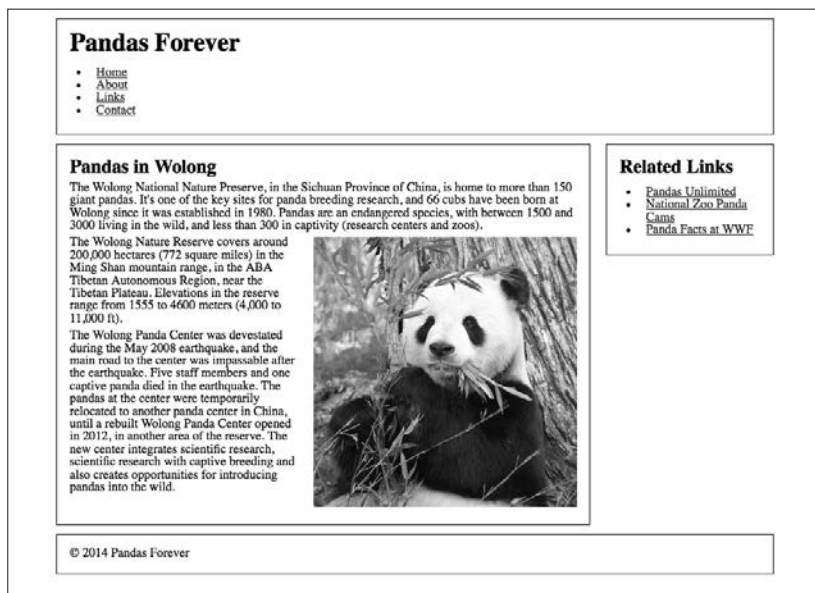 Pandas Forever
• Home
• About
• Links
• Contact
Pandas in Wolong
The Wolong National Nature Preserve, in the Sichuan Province of China, is home to more than 150
giant pandas. It's one of the key sites for panda breeding research, and 66 cubs have been born at
Wolong since it was established in 1980. Pandas are an endangered species, with between 1500 and
3000 living in the wild, and less than 300 in captivity (research centers and zoos).
The Wolong Nature Reserve covers around
200,000 hectares (772 square miles) in the
Ming Shan mountain range, in the ABA
Tibetan Autonomous Region, near the
Tibetan Plateau. Elevations in the reserve
range from 1555 to 4600 meters (4,000 to
11,000 ft).
The Wolong Panda Center was devestated
during the May 2008 earthquake, and the
main road to the center was impassable after
the earthquake. Five staff members and one
captive panda died in the earthquake. The
pandas at the center were temporarily
relocated to another panda center in China,
until a rebuilt Wolong Panda Center opened
in 2012, in another area of the reserve. The
new center integrates scientific research,
scientific research with captive breeding and
also creates opportunities for introducing
pandas into the wild.
Related Links
• Pandas Unlimited
• National Zoo Panda
Cams
• Panda Facts at WWF
© 2014 Pandas Forever